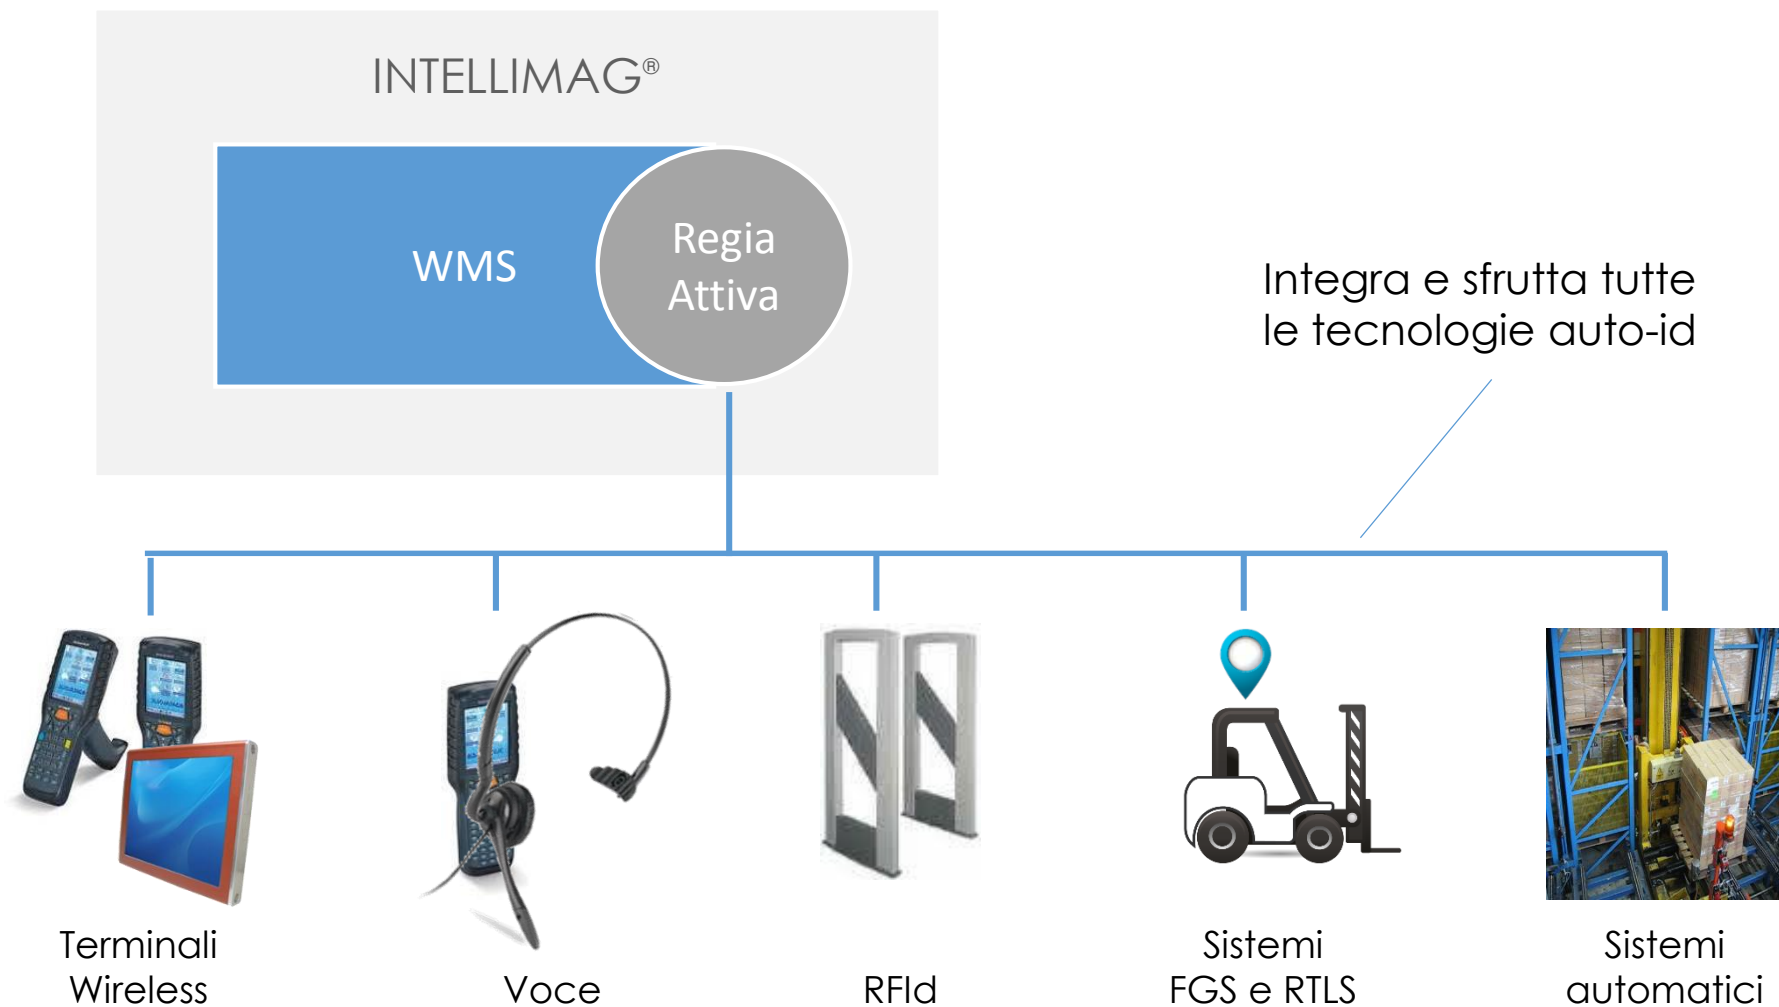 INTELLIMAG®
WMS
Regia
Attiva
Integra e sfrutta tutte
le tecnologie auto-id
Terminali
Wireless
Voce
RFId
Sistemi
FGS e RTLS
Sistemi
automatici